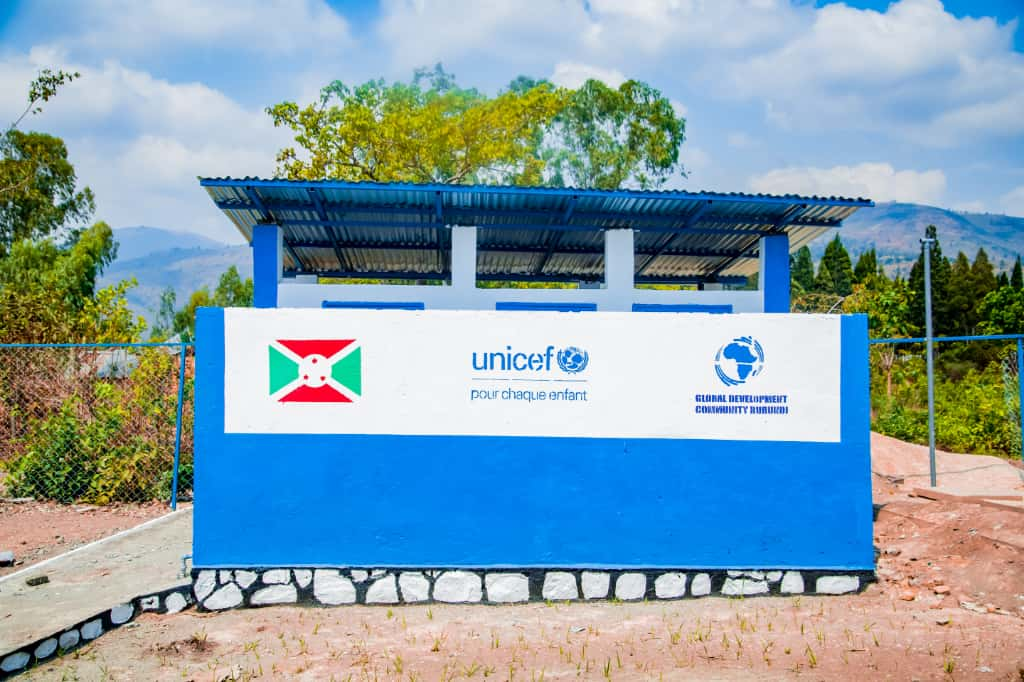 unicef
pour chaque enfant
GLOBAL DEVELOPMENT
COMMUNITY BURUNDI